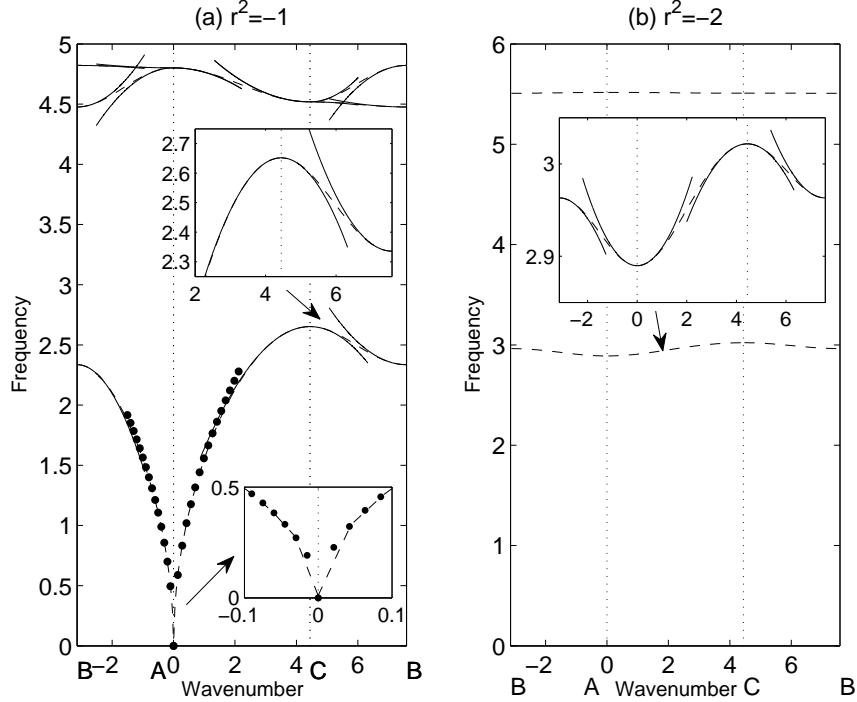 (a) r²=−1
5
4.5
4
3.5
3
2.5
2
1.5
1
0.5
0
Frequency
2.7
2.6
2.5
2.4
2.3
2 4 6
0.5
0
−0.1 0 0.1
−2 0 2 4 6
B A C B
Wavenumber
(b) r²=−2
6
5
4
3
2
1
0
Frequency
3
2.9
−2 0 2 4 6
−2 0 2 4 6
B A Wavenumber C B